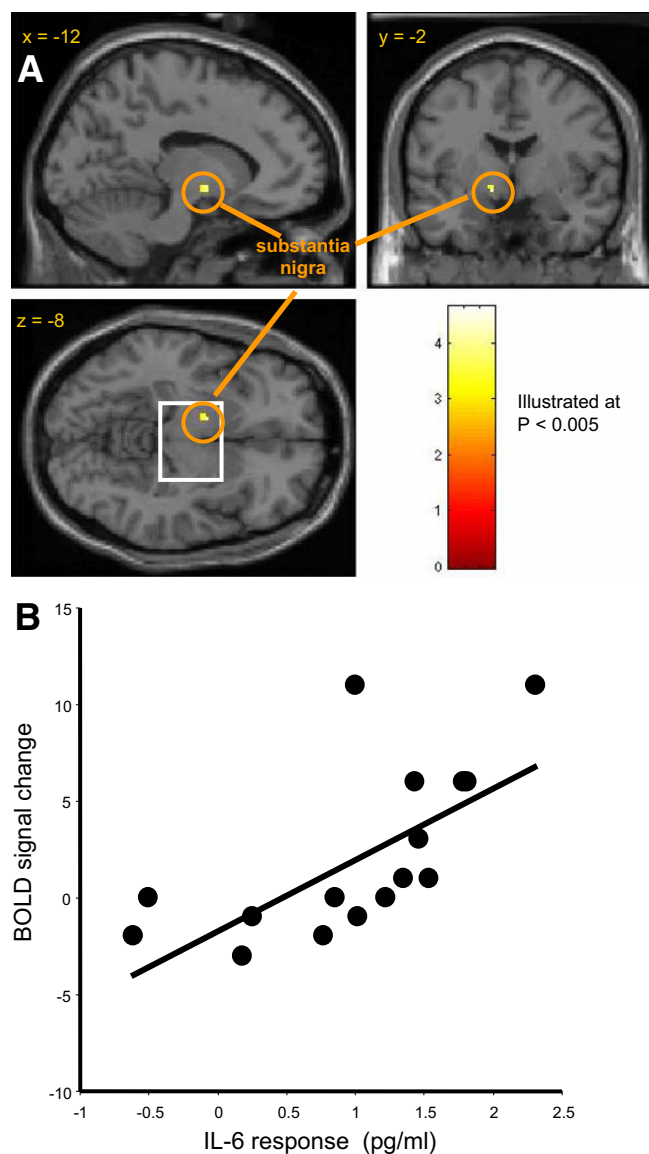 x = -12
y = -2
A
substantia
nigra
z = -8
4
3
2
1
0
Illustrated at
P < 0.005
B
15
10
5
0
-5
-10
BOLD signal change
-1
-0.5
0
0.5
1
1.5
2
2.5
IL-6 response (pg/ml)